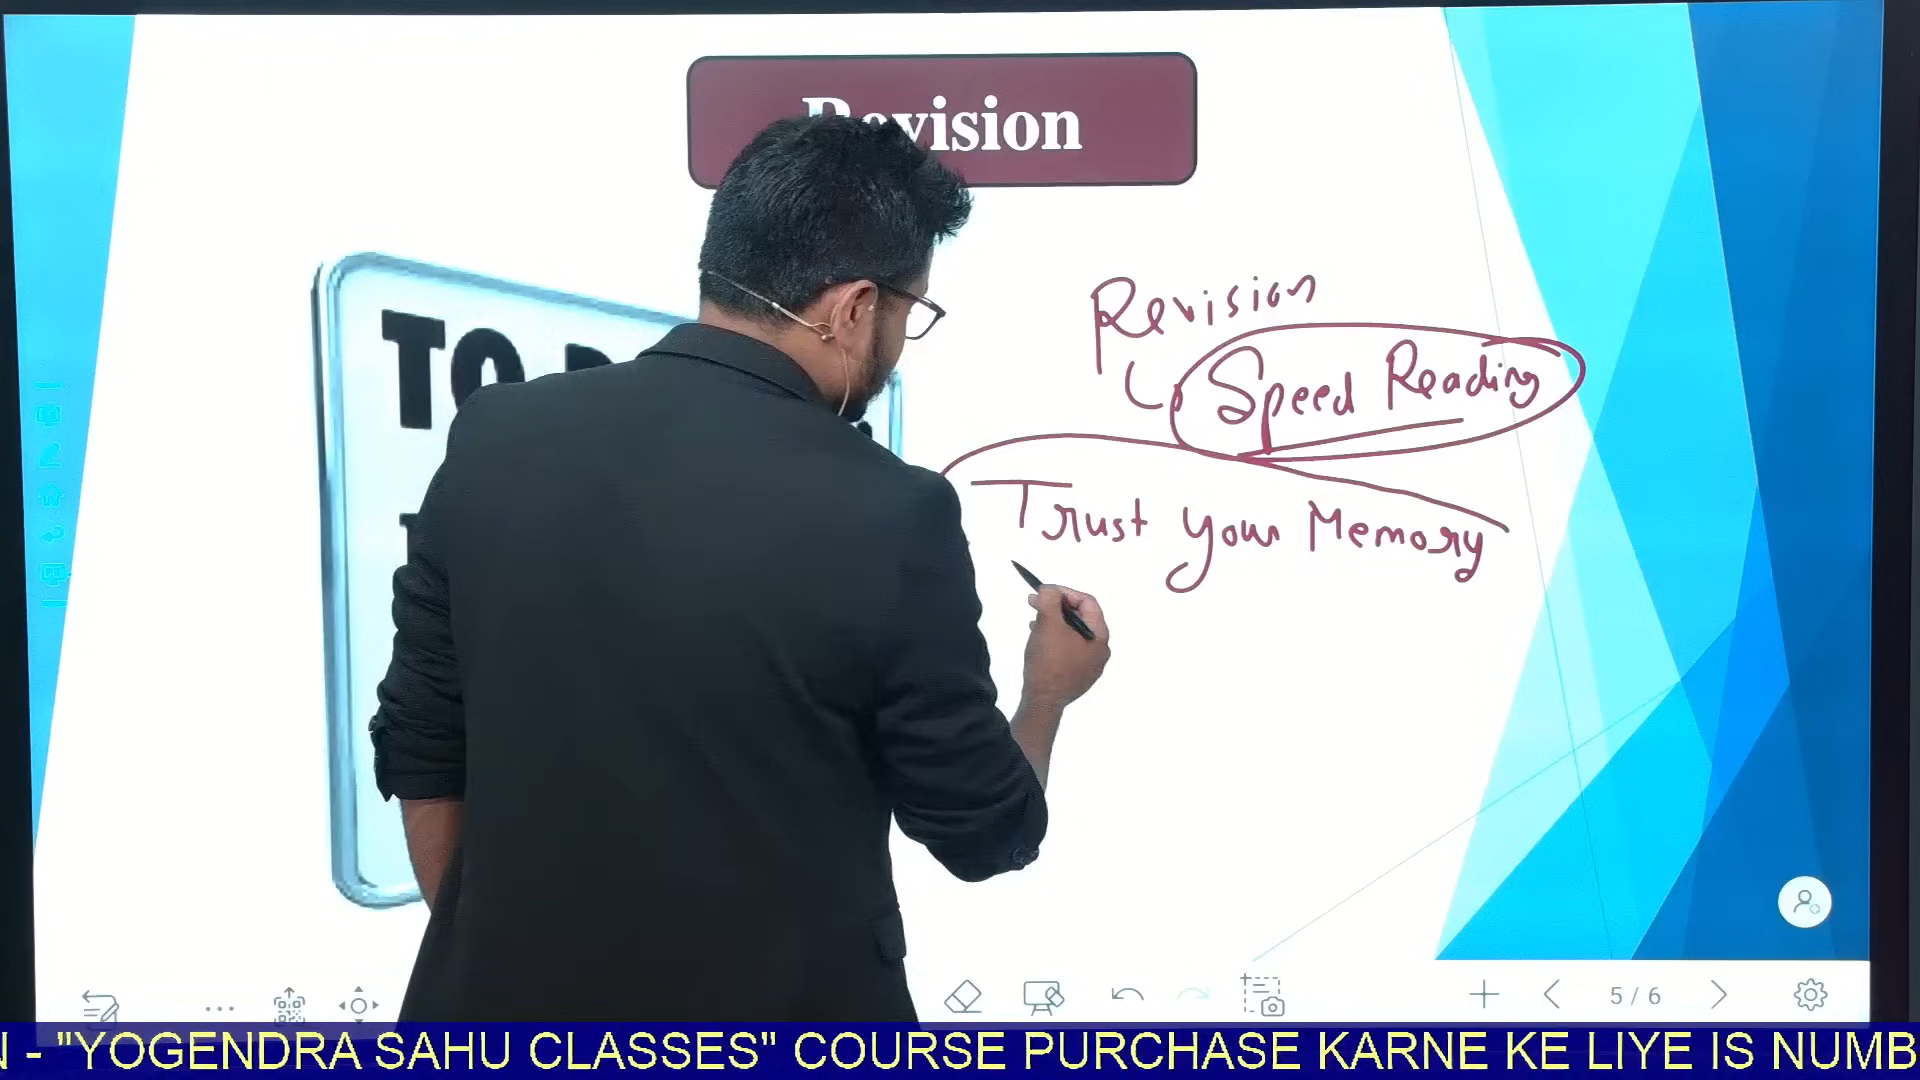 Revision
TO
Revision
Speed Reading
Trust your Memory
5 / 6
N - "YOGENDRA SAHU CLASSES" COURSE PURCHASE KARNE KE LIYE IS NUMB